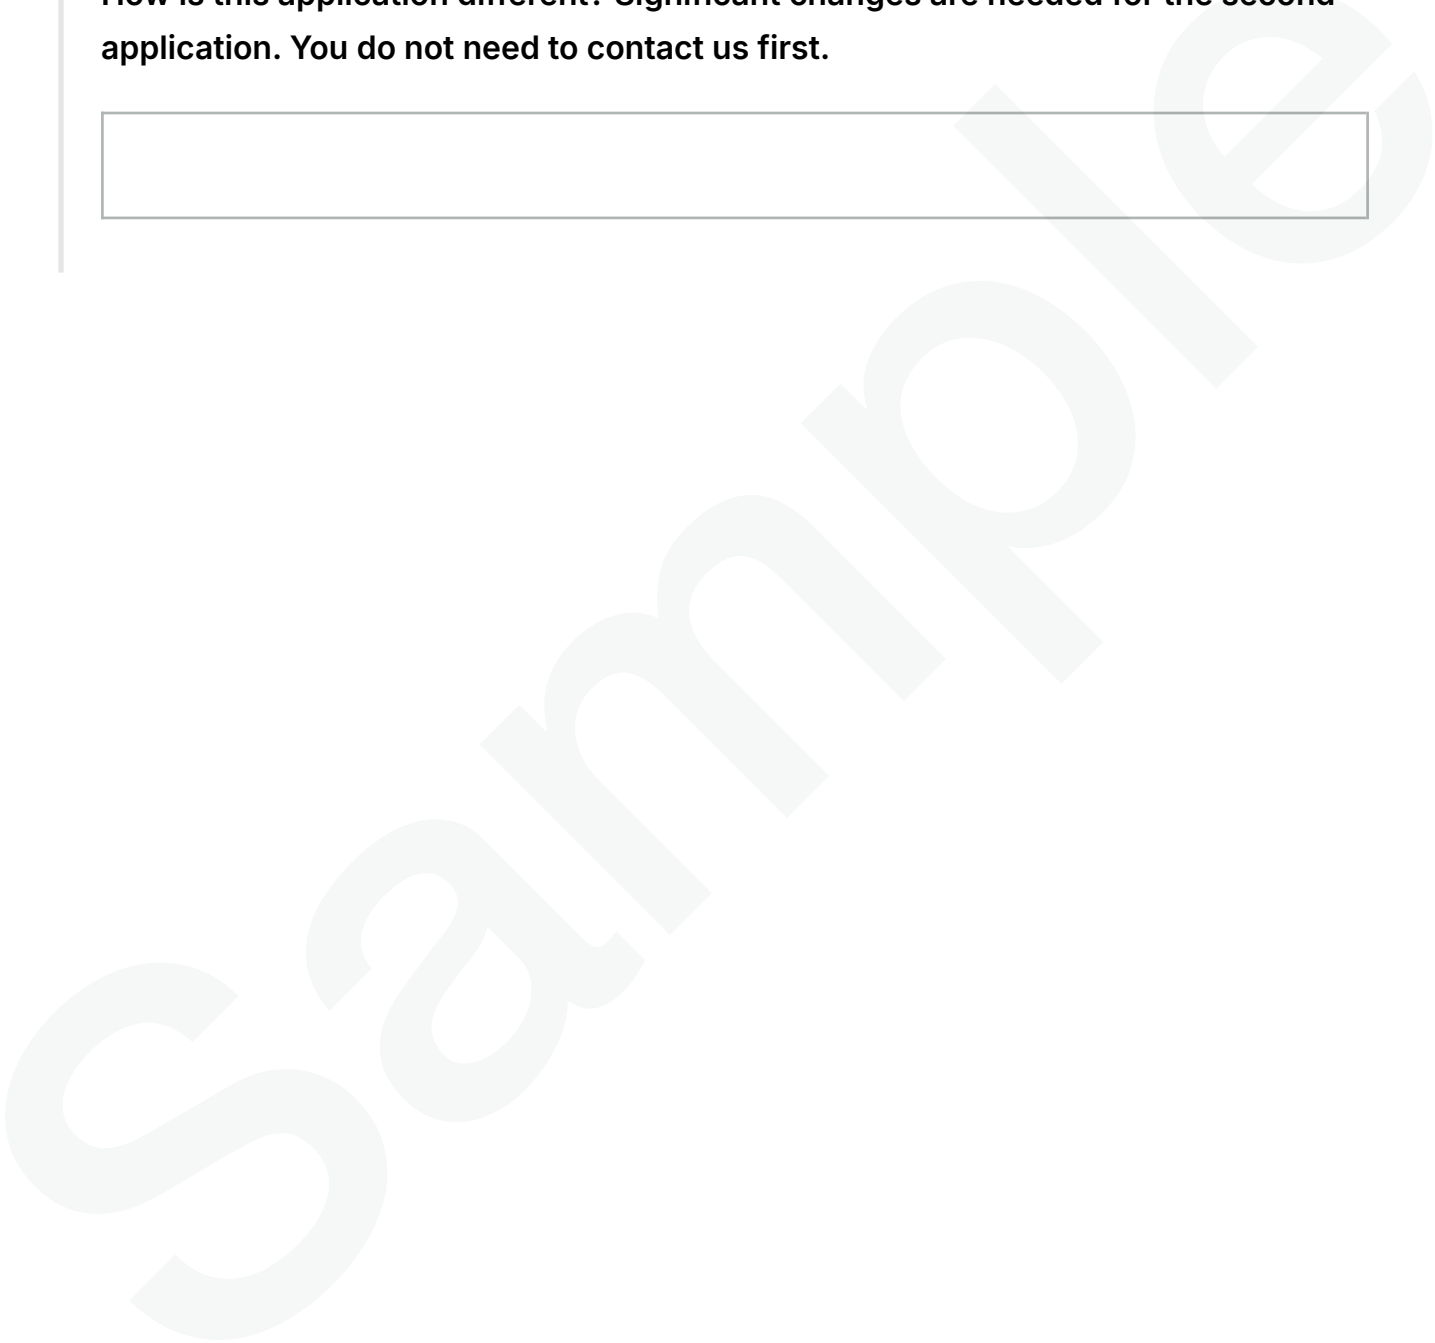 How is this application different? Significant changes are needed for the second
application. You do not need to contact us first.
Sample